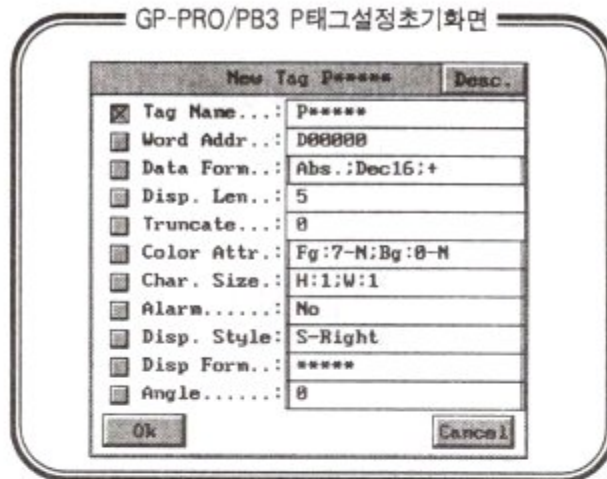 GP-PRO/PB3 P태그설정초기화면
New Tag P*****
Desc.
Tag Name...: P*****
Word Addr..: D00000
Data Form..: Abs.;Dec16;+
Disp. Len..: 5
Truncate...: 0
Color Attr.: Fg:7-N;Bg:0-N
Char. Size.: H:1;W:1
Alarm......: No
Disp. Style: S-Right
Disp Form..: *****
Angle......: 0
Ok
Cancel